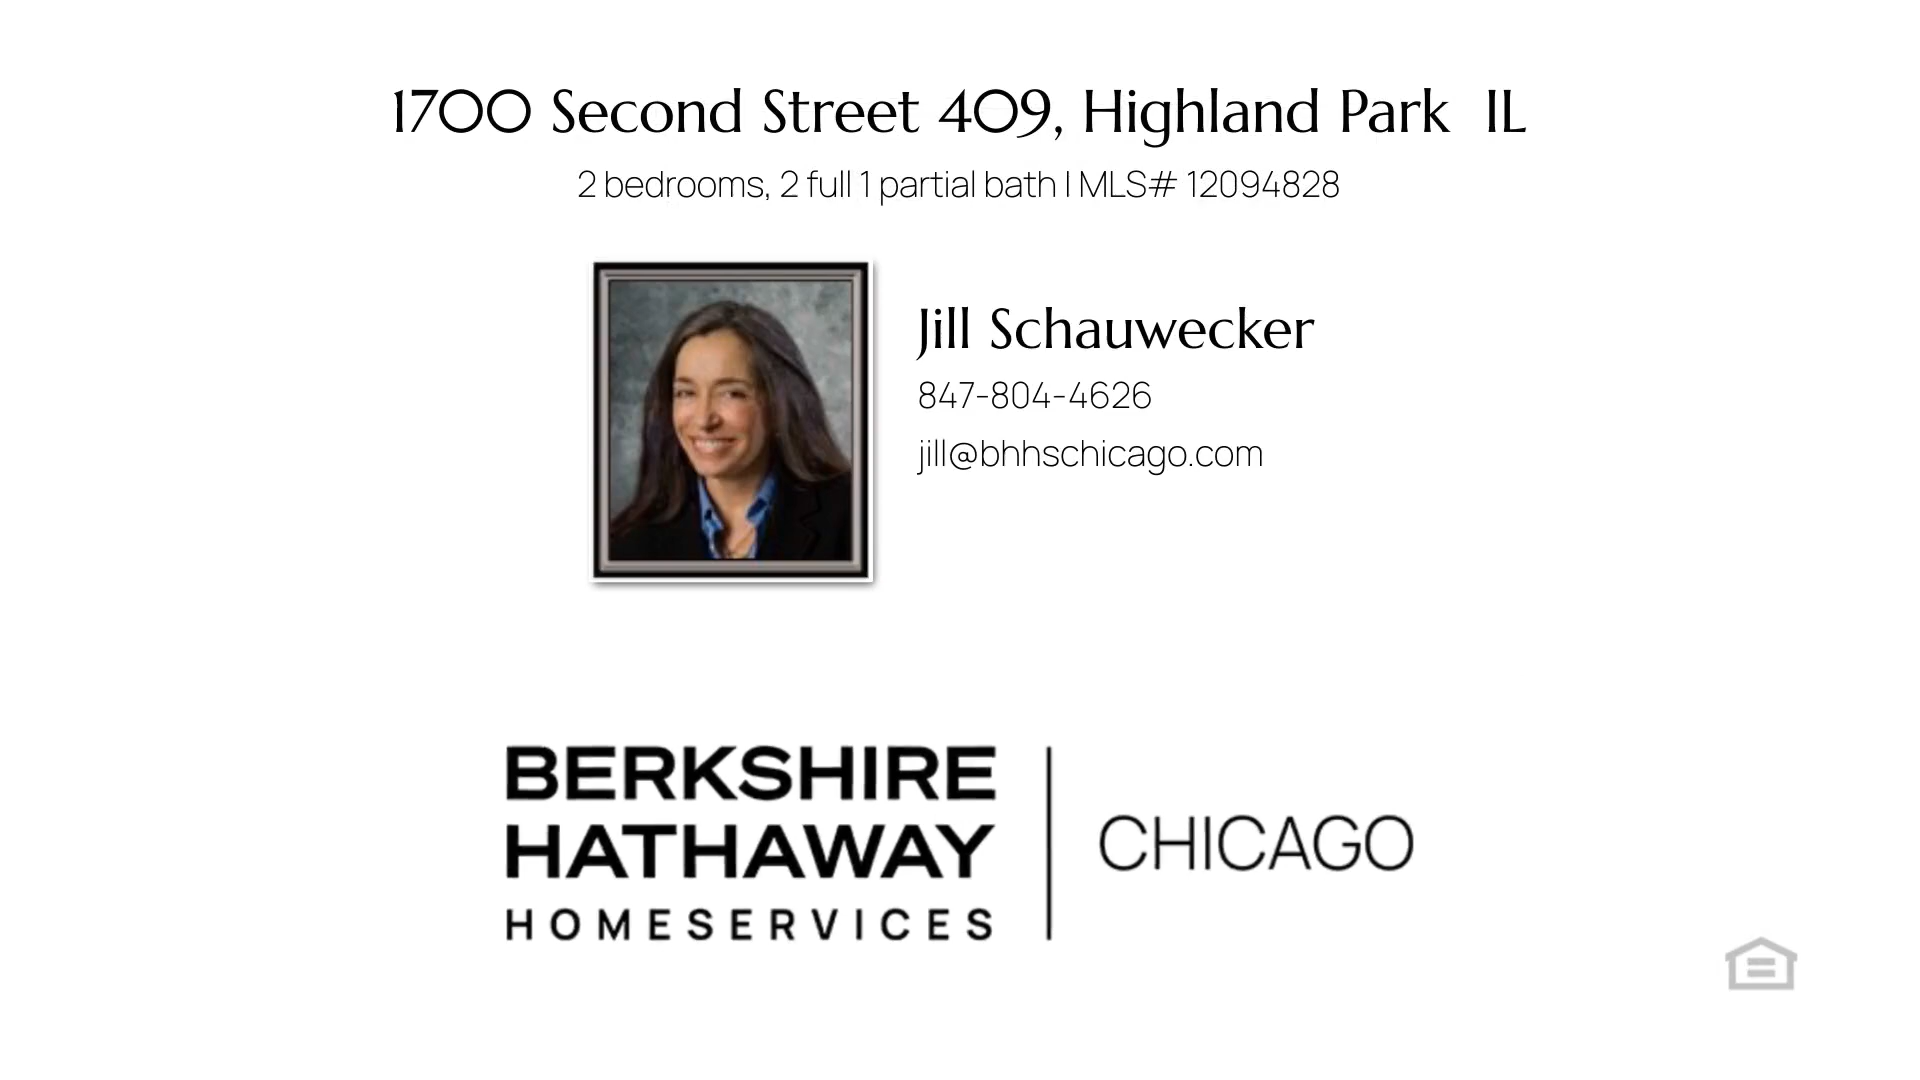 1700 Second Street 409, Highland Park  IL
2 bedrooms, 2 full 1 partial bath | MLS# 12094828
Jill Schauwecker
847-804-4626
jill@bhhschicago.com
BERKSHIRE
HATHAWAY
HOMESERVICES
CHICAGO